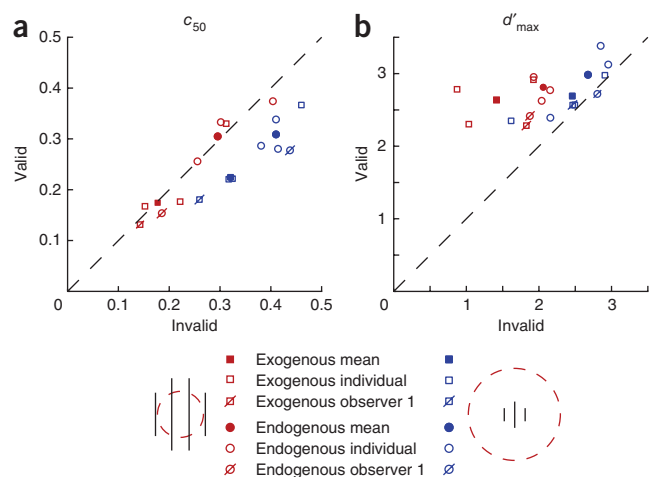 a
c50
b
d′max
0.5
0.4
0.3
0.2
0.1
0
0.1
0.2
0.3
0.4
0.5
Valid
Invalid
3
2
1
0
1
2
3
Valid
Invalid
Exogenous mean
Exogenous individual
Exogenous observer 1
Endogenous mean
Endogenous individual
Endogenous observer 1